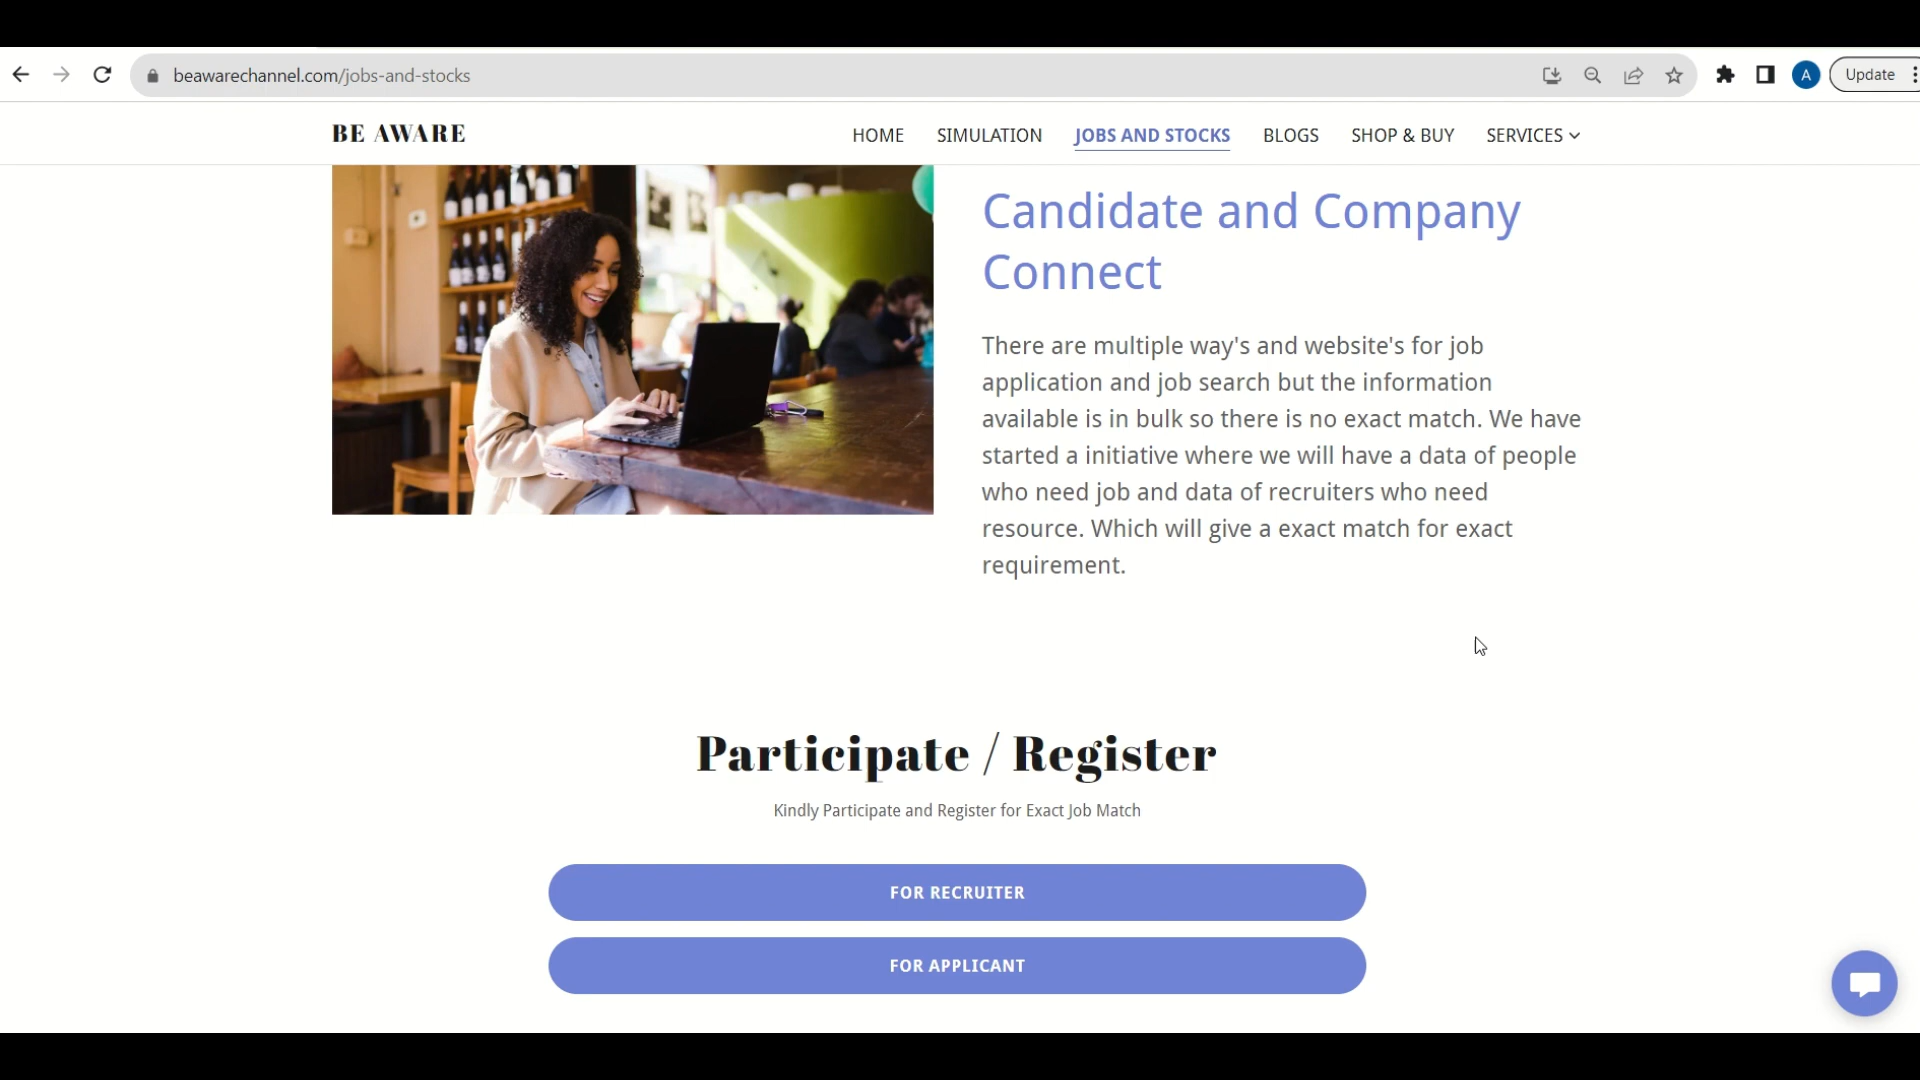 beawarechannel.com/jobs-and-stocks
A
Update
BE AWARE
HOME SIMULATION JOBS AND STOCKS BLOGS SHOP & BUY SERVICES
Candidate and Company
Connect
There are multiple way's and website's for job
application and job search but the information
available is in bulk so there is no exact match. We have
started a initiative where we will have a data of people
who need job and data of recruiters who need
resource. Which will give a exact match for exact
requirement.
Participate / Register
Kindly Participate and Register for Exact Job Match
FOR RECRUITER
FOR APPLICANT